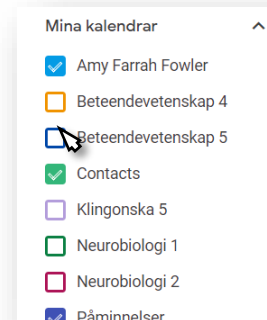 Mina kalendrar
Amy Farrah Fowler
Beteendevetenskap 4
Beteendevetenskap 5
Contacts
Klingonska 5
Neurobiologi 1
Neurobiologi 2
Påminnelser